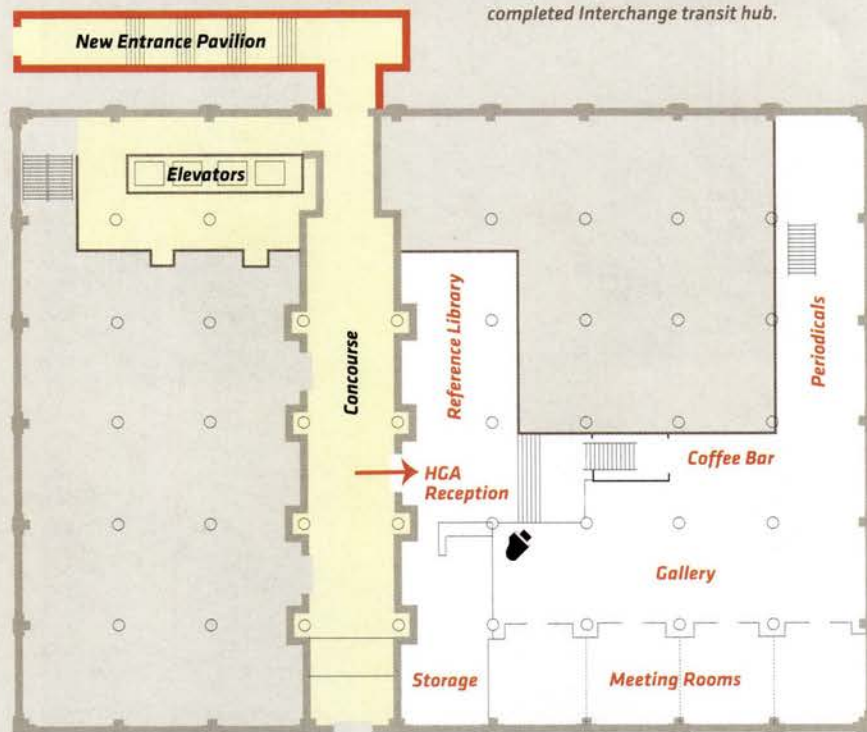 completed Interchange transit hub.
New Entrance Pavilion
Elevators
Concourse
Reference Library
Periodicals
HGA
Reception
Coffee Bar
Gallery
Storage
Meeting Rooms